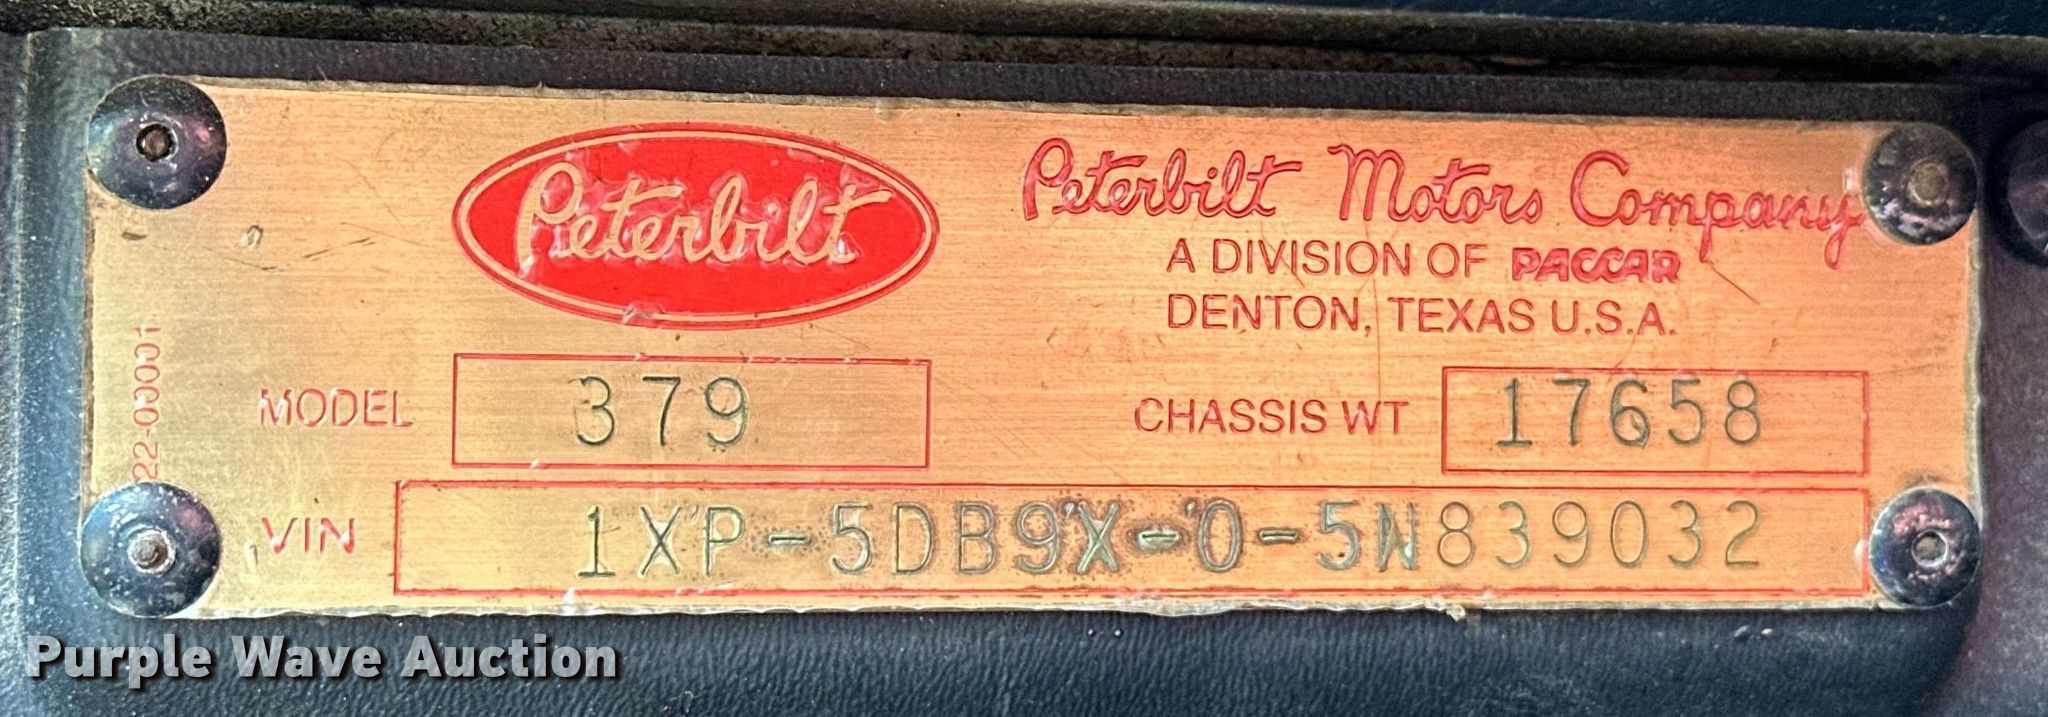 Peterbilt
Peterbilt Motors Company
A DIVISION OF PACCAR
DENTON, TEXAS U.S.A.
22-00001
MODEL 379
CHASSIS WT 17658
VIN 1XP-5DB9X-0-5N839032
Purple Wave Auction